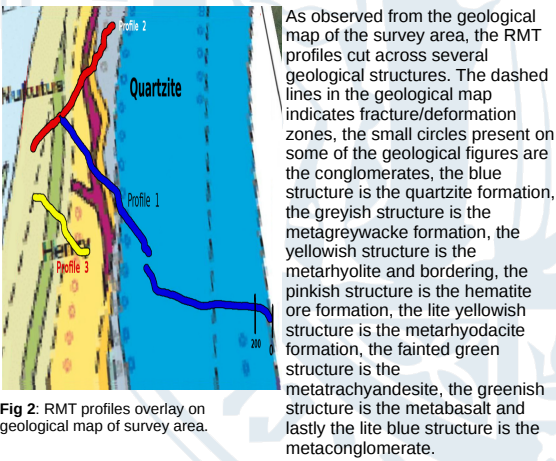 Profile 2
Nukutus
Quartzite
Profile 1
Henry
Profile 3
200
0
Fig 2: RMT profiles overlay on
geological map of survey area.
As observed from the geological
map of the survey area, the RMT
profiles cut across several
geological structures. The dashed
lines in the geological map
indicates fracture/deformation
zones, the small circles present on
some of the geological figures are
the conglomerates, the blue
structure is the quartzite formation,
the greyish structure is the
metagreywacke formation, the
yellowish structure is the
metarhyolite and bordering, the
pinkish structure is the hematite
ore formation, the lite yellowish
structure is the metarhyodacite
formation, the fainted green
structure is the
metatrachyandesite, the greenish
structure is the metabasalt and
lastly the lite blue structure is the
metaconglomerate.